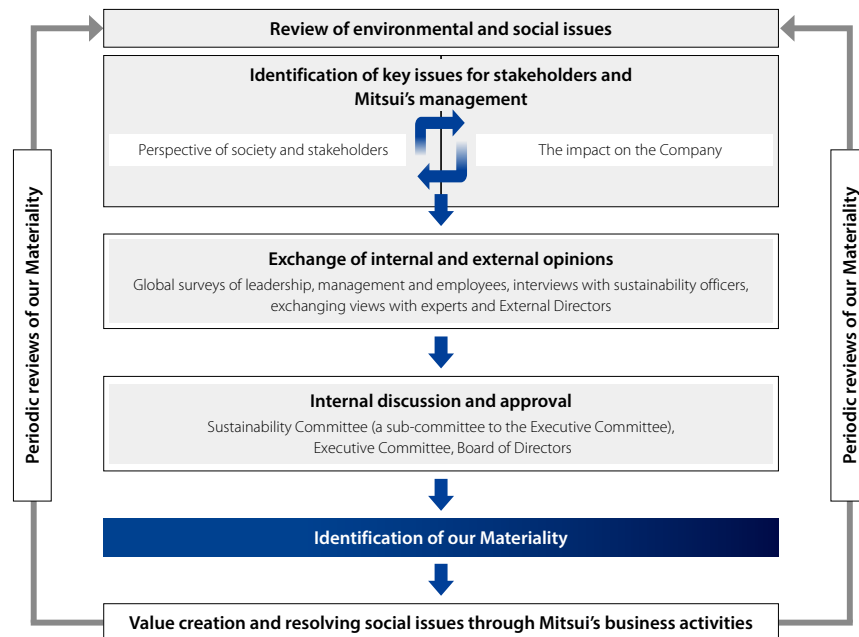 Review of environmental and social issues
Identification of key issues for stakeholders and
Mitsui's management
Perspective of society and stakeholders
The impact on the Company
Exchange of internal and external opinions
Global surveys of leadership, management and employees, interviews with sustainability officers,
exchanging views with experts and External Directors
Internal discussion and approval
Sustainability Committee (a sub-committee to the Executive Committee),
Executive Committee, Board of Directors
Identification of our Materiality
Value creation and resolving social issues through Mitsui's business activities
Periodic reviews of our Materiality
Periodic reviews of our Materiality